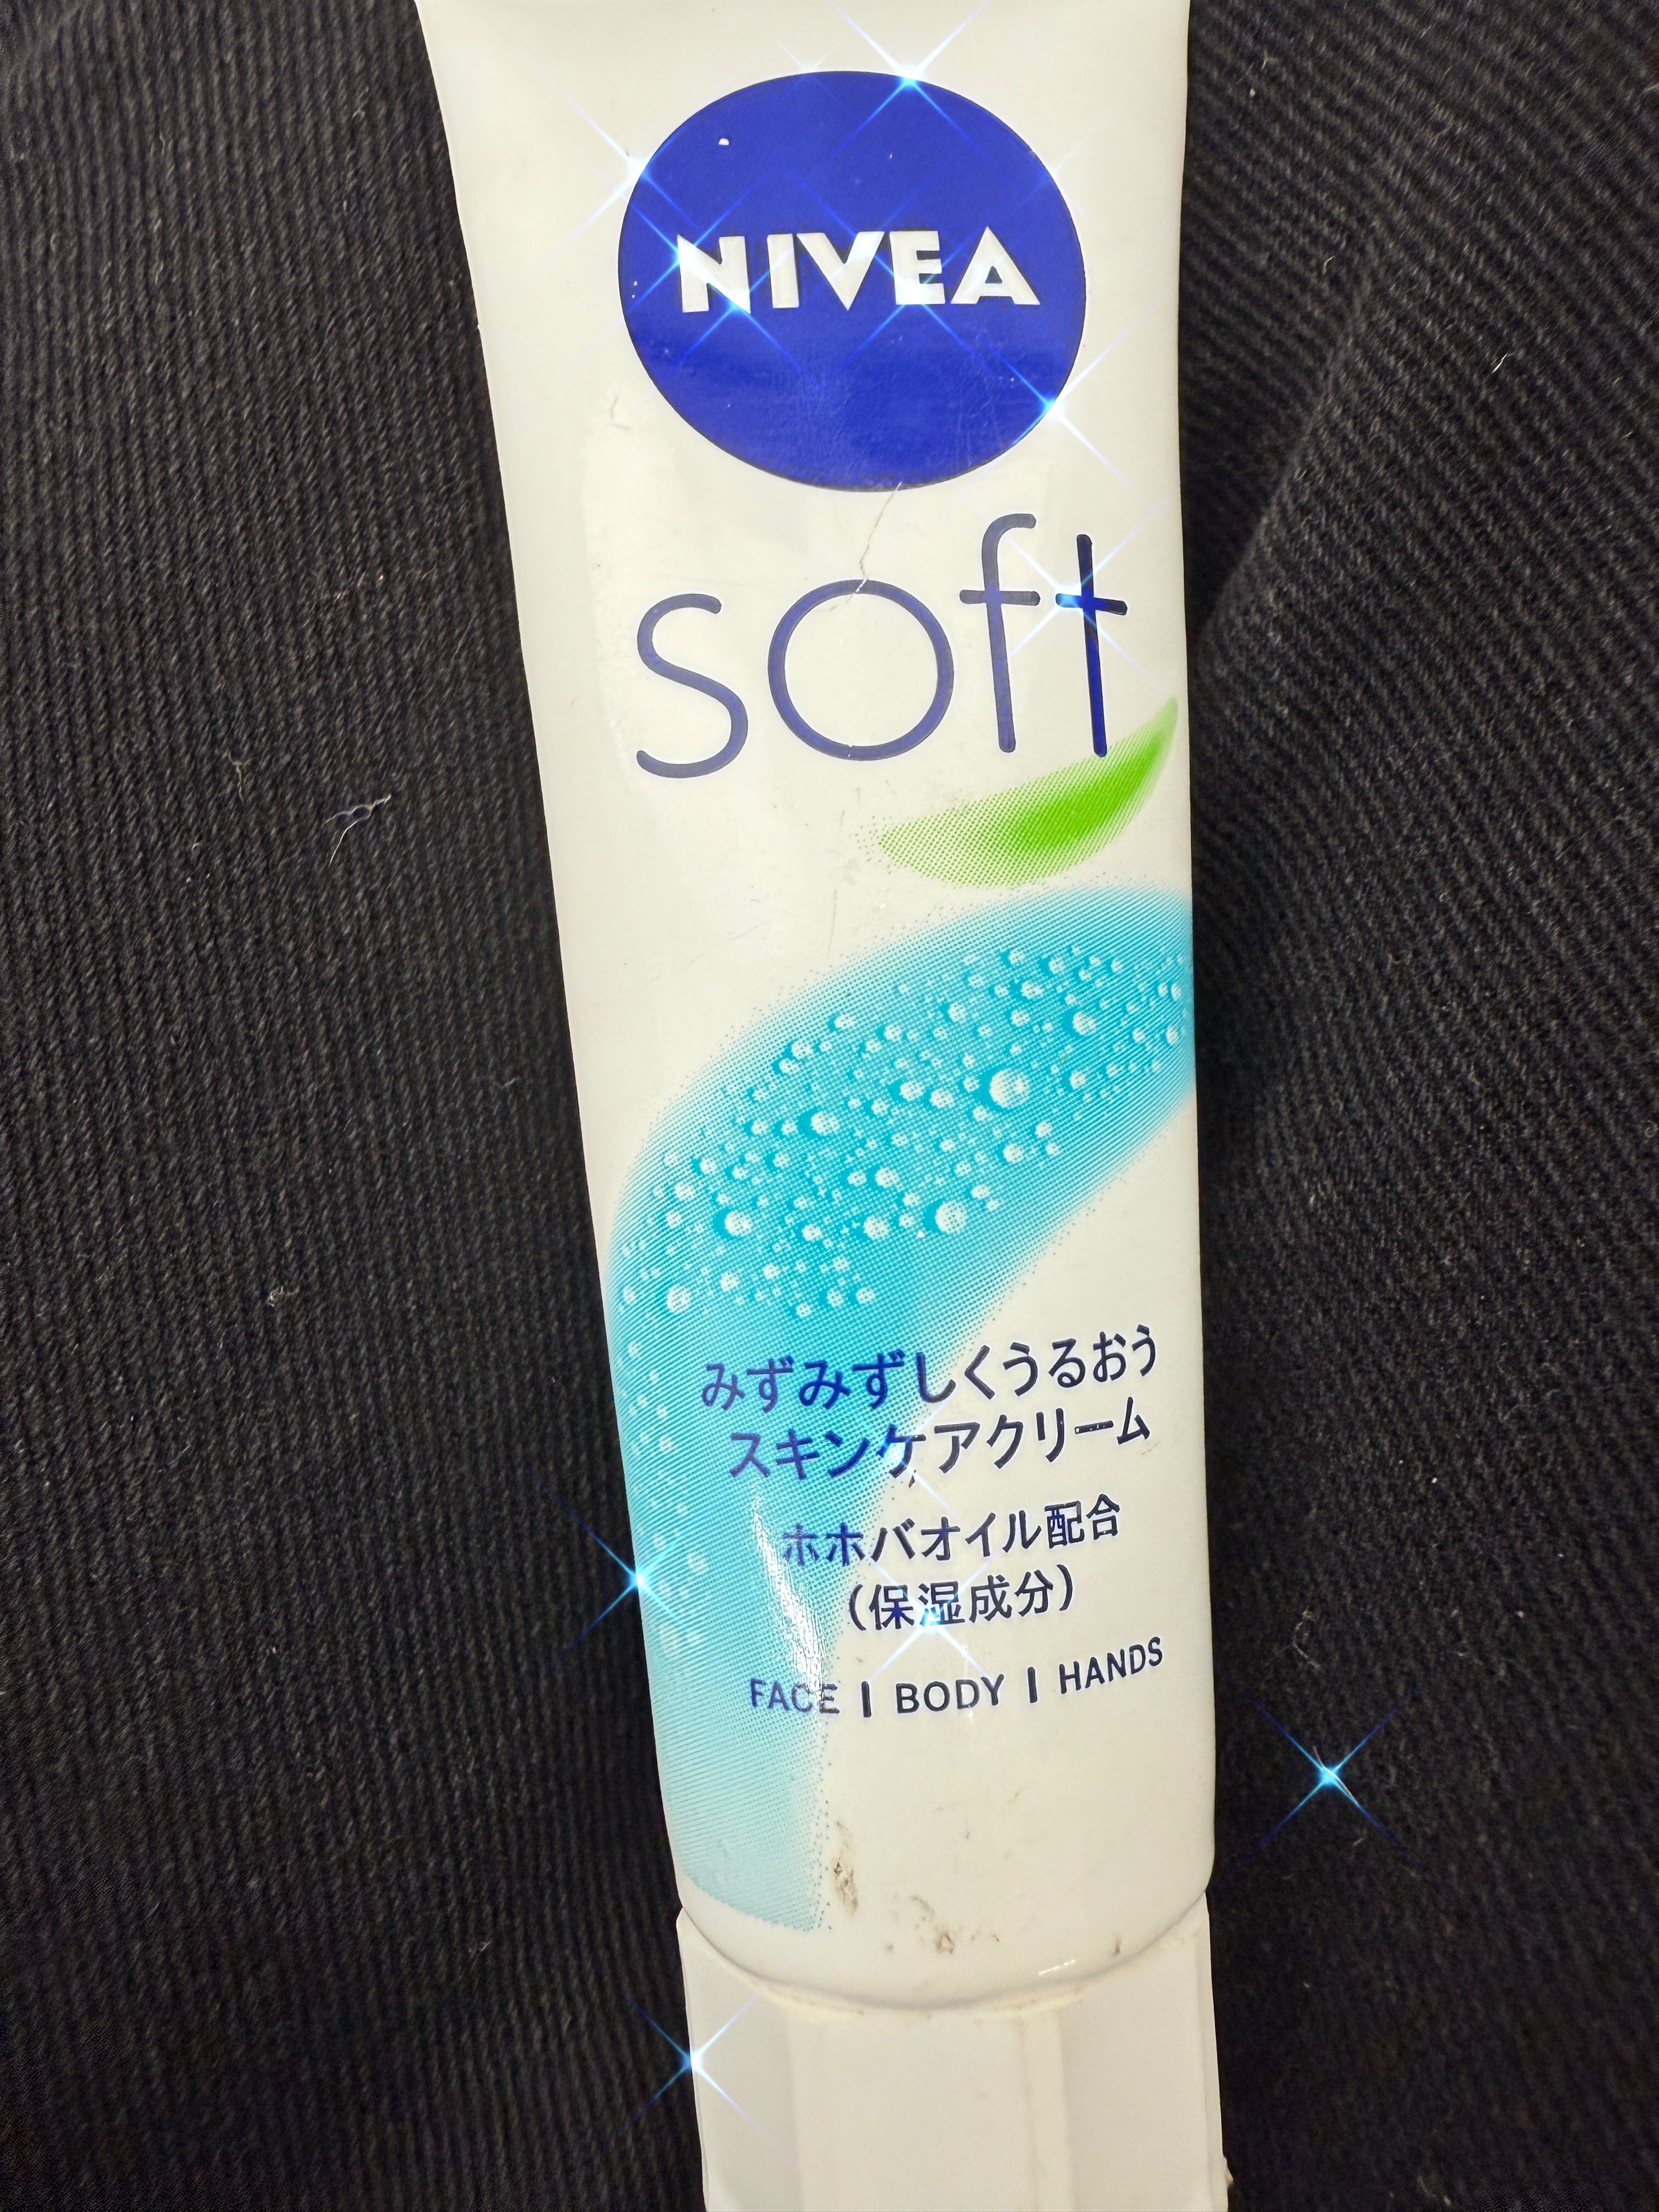 NIVEA
soft
みずみずしくうるおう
スキンケアクリーム
ホホバオイル配合
(保湿成分)
FACE | BODY | HANDS